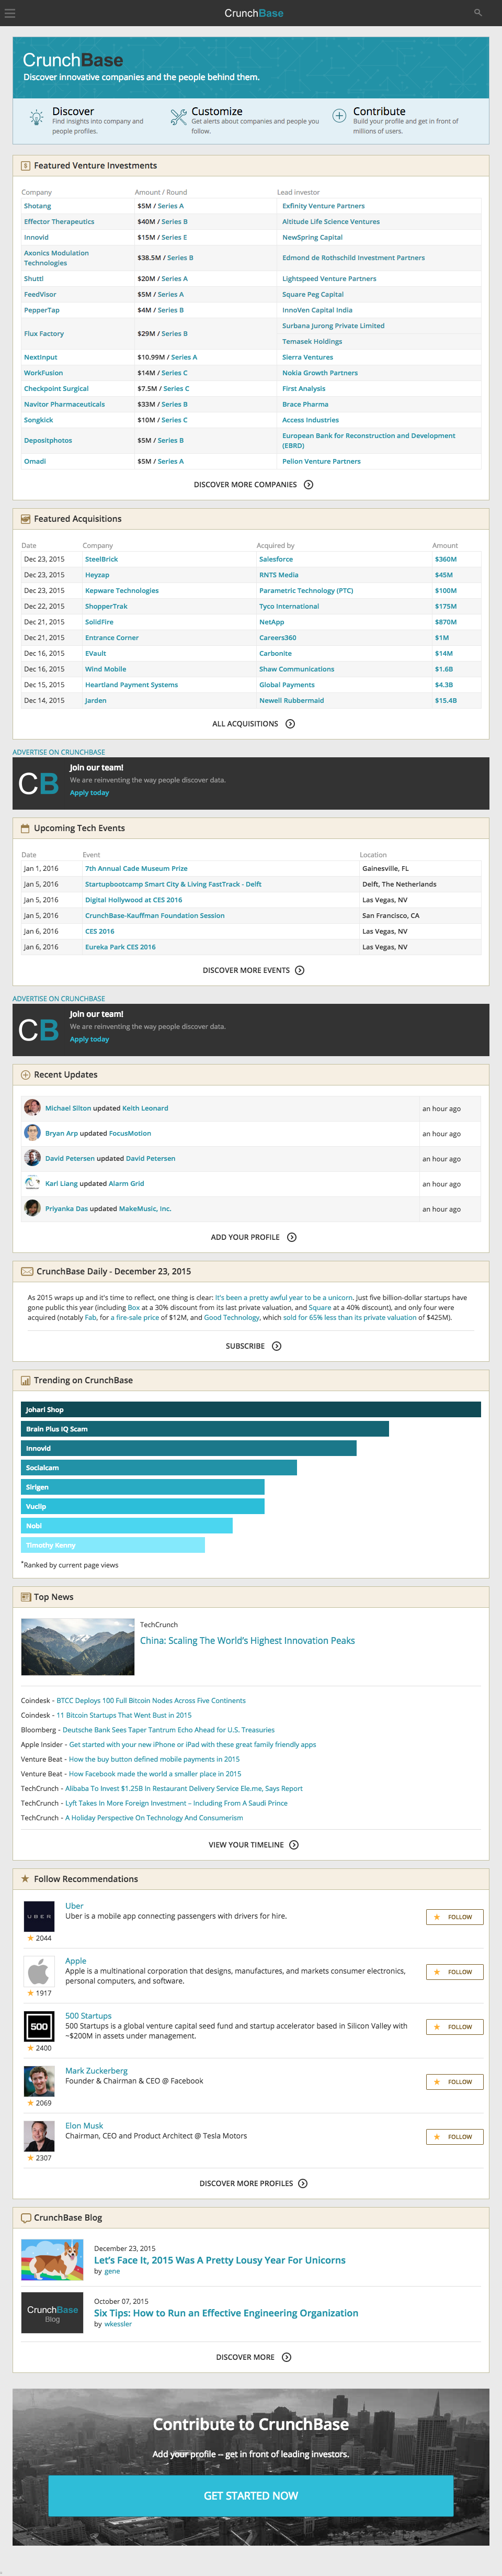 CrunchBase
CrunchBase
Discover innovative companies and the people behind them.
Discover
Find insights into company and
people profiles.
Customize
Get alerts about companies and people you
follow.
Contribute
Build your profile and get in front of
millions of users.
Featured Venture Investments
Company Amount / Round Lead investor
Shotang $5M / Series A Exfinity Venture Partners
Effector Therapeutics $40M / Series B Altitude Life Science Ventures
Innovid $15M / Series E NewSpring Capital
Axonics Modulation
Technologies $38.5M / Series B Edmond de Rothschild Investment Partners
Shuttl $20M / Series A Lightspeed Venture Partners
FeedVisor $5M / Series A Square Peg Capital
PepperTap $4M / Series B InnoVen Capital India
Flux Factory $29M / Series B Surbana Jurong Private Limited
Temasek Holdings
NextInput $10.99M / Series A Sierra Ventures
WorkFusion $14M / Series C Nokia Growth Partners
Checkpoint Surgical $7.5M / Series C First Analysis
Navitor Pharmaceuticals $33M / Series B Brace Pharma
Songkick $10M / Series C Access Industries
Depositphotos $5M / Series B European Bank for Reconstruction and Development
(EBRD)
Omadi $5M / Series A Pelion Venture Partners
DISCOVER MORE COMPANIES
Featured Acquisitions
Date Company Acquired by Amount
Dec 23, 2015 SteelBrick Salesforce $360M
Dec 23, 2015 Heyzap RNTS Media $45M
Dec 23, 2015 Kepware Technologies Parametric Technology (PTC) $100M
Dec 22, 2015 ShopperTrak Tyco International $175M
Dec 21, 2015 SolidFire NetApp $870M
Dec 21, 2015 Entrance Corner Careers360 $1M
Dec 16, 2015 EVault Carbonite $14M
Dec 16, 2015 Wind Mobile Shaw Communications $1.6B
Dec 15, 2015 Heartland Payment Systems Global Payments $4.3B
Dec 14, 2015 Jarden Newell Rubbermaid $15.4B
ALL ACQUISITIONS
ADVERTISE ON CRUNCHBASE
CB
Join our team!
We are reinventing the way people discover data.
Apply today
Upcoming Tech Events
Date Event Location
Jan 1, 2016 7th Annual Cade Museum Prize Gainesville, FL
Jan 5, 2016 Startupbootcamp Smart City & Living FastTrack - Delft Delft, The Netherlands
Jan 5, 2016 Digital Hollywood at CES 2016 Las Vegas, NV
Jan 5, 2016 CrunchBase-Kauffman Foundation Session San Francisco, CA
Jan 6, 2016 CES 2016 Las Vegas, NV
Jan 6, 2016 Eureka Park CES 2016 Las Vegas, NV
DISCOVER MORE EVENTS
ADVERTISE ON CRUNCHBASE
CB
Join our team!
We are reinventing the way people discover data.
Apply today
Recent Updates
Michael Silton updated Keith Leonard an hour ago
Bryan Arp updated FocusMotion an hour ago
David Petersen updated David Petersen an hour ago
Karl Liang updated Alarm Grid an hour ago
Priyanka Das updated MakeMusic, Inc. an hour ago
ADD YOUR PROFILE
CrunchBase Daily - December 23, 2015
As 2015 wraps up and it's time to reflect, one thing is clear: It's been a pretty awful year to be a unicorn. Just five billion-dollar startups have
gone public this year (including Box at a 30% discount from its last private valuation, and Square at a 40% discount), and only four were
acquired (notably Fab, for a fire-sale price of $12M, and Good Technology, which sold for 65% less than its private valuation of $425M).
SUBSCRIBE
Trending on CrunchBase
Johari Shop
Brain Plus IQ Scam
Innovid
Socialcam
Sirigen
Vuclip
Nobl
Timothy Kenny
*Ranked by current page views
Top News
TechCrunch
China: Scaling The World's Highest Innovation Peaks
Coindesk - BTCC Deploys 100 Full Bitcoin Nodes Across Five Continents
Coindesk - 11 Bitcoin Startups That Went Bust in 2015
Bloomberg - Deutsche Bank Sees Taper Tantrum Echo Ahead for U.S. Treasuries
Apple Insider - Get started with your new iPhone or iPad with these great family friendly apps
Venture Beat - How the buy button defined mobile payments in 2015
Venture Beat - How Facebook made the world a smaller place in 2015
TechCrunch - Alibaba To Invest $1.25B In Restaurant Delivery Service Ele.me, Says Report
TechCrunch - Lyft Takes In More Foreign Investment – Including From A Saudi Prince
TechCrunch - A Holiday Perspective On Technology And Consumerism
VIEW YOUR TIMELINE
Follow Recommendations
UBER
Uber
Uber is a mobile app connecting passengers with drivers for hire.
2044
FOLLOW
Apple
Apple is a multinational corporation that designs, manufactures, and markets consumer electronics,
personal computers, and software.
1917
FOLLOW
500
500 Startups
500 Startups is a global venture capital seed fund and startup accelerator based in Silicon Valley with
~$200M in assets under management.
2400
FOLLOW
Mark Zuckerberg
Founder & Chairman & CEO @ Facebook
2069
FOLLOW
Elon Musk
Chairman, CEO and Product Architect @ Tesla Motors
2307
FOLLOW
DISCOVER MORE PROFILES
CrunchBase Blog
December 23, 2015
Let's Face It, 2015 Was A Pretty Lousy Year For Unicorns
by gene
CrunchBase
Blog
October 07, 2015
Six Tips: How to Run an Effective Engineering Organization
by wkessler
DISCOVER MORE
Contribute to CrunchBase
Add your profile -- get in front of leading investors.
GET STARTED NOW